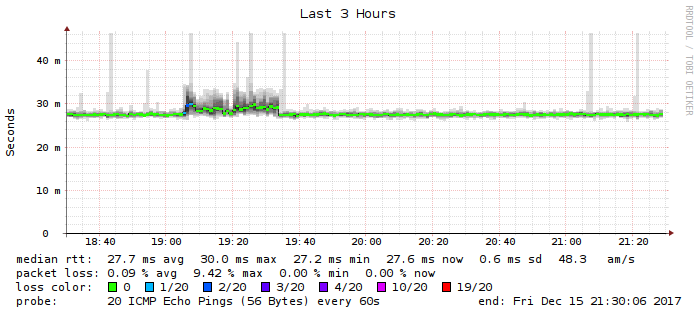 Last 3 Hours
RRDTOOL / TOBI OETIKER
Seconds
40 m
30 m
20 m
10 m
0
18:40 19:00 19:20 19:40 20:00 20:20 20:40 21:00 21:20
median rtt: 27.7 ms avg 30.0 ms max 27.2 ms min 27.6 ms now 0.6 ms sd 48.3 am/s
packet loss: 0.09 % avg 9.42 % max 0.00 % min 0.00 % now
loss color: 0 1/20 2/20 3/20 4/20 10/20 19/20
probe: 20 ICMP Echo Pings (56 Bytes) every 60s end: Fri Dec 15 21:30:06 2017